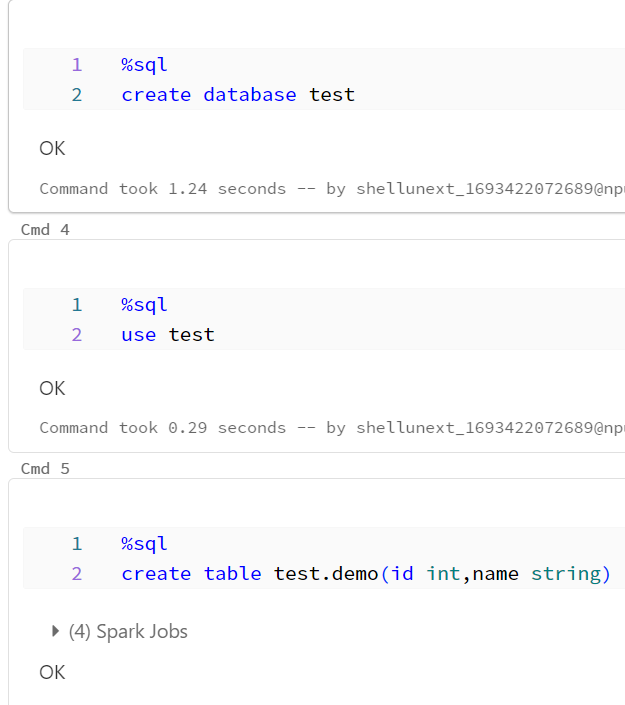 1 %sql
2 create database test
OK
Command took 1.24 seconds -- by shellunext_1693422072689@np
Cmd 4
1 %sql
2 use test
OK
Command took 0.29 seconds -- by shellunext_1693422072689@np
Cmd 5
1 %sql
2 create table test.demo(id int,name string)
(4) Spark Jobs
OK